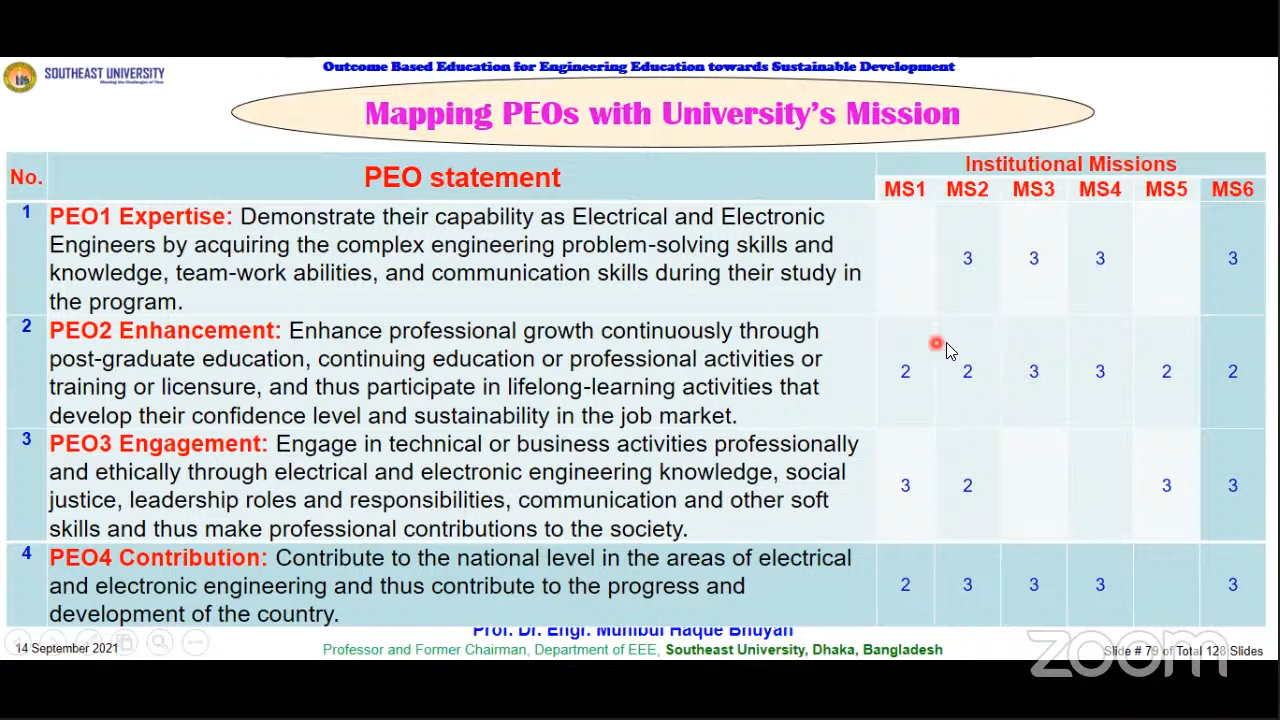 SOUTHEAST UNIVERSITY
Meeting the Challenges of Time
Outcome Based Education for Engineering Education towards Sustainable Development
Mapping PEOs with University's Mission
No. PEO statement Institutional Missions
MS1 MS2 MS3 MS4 MS5 MS6
1 PEO1 Expertise: Demonstrate their capability as Electrical and Electronic
Engineers by acquiring the complex engineering problem-solving skills and
knowledge, team-work abilities, and communication skills during their study in
the program.
3 3 3 3
2 PEO2 Enhancement: Enhance professional growth continuously through
post-graduate education, continuing education or professional activities or
training or licensure, and thus participate in lifelong-learning activities that
develop their confidence level and sustainability in the job market.
2 2 3 3 2 2
3 PEO3 Engagement: Engage in technical or business activities professionally
and ethically through electrical and electronic engineering knowledge, social
justice, leadership roles and responsibilities, communication and other soft
skills and thus make professional contributions to the society.
3 2 3 3
4 PEO4 Contribution: Contribute to the national level in the areas of electrical
and electronic engineering and thus contribute to the progress and
development of the country.
2 3 3 3 3
Prof. Dr. Engr. Muhibul Haque Bhuyan
14 September 2021
Professor and Former Chairman, Department of EEE, Southeast University, Dhaka, Bangladesh
Slide # 79 of Total 128 Slides
zoom